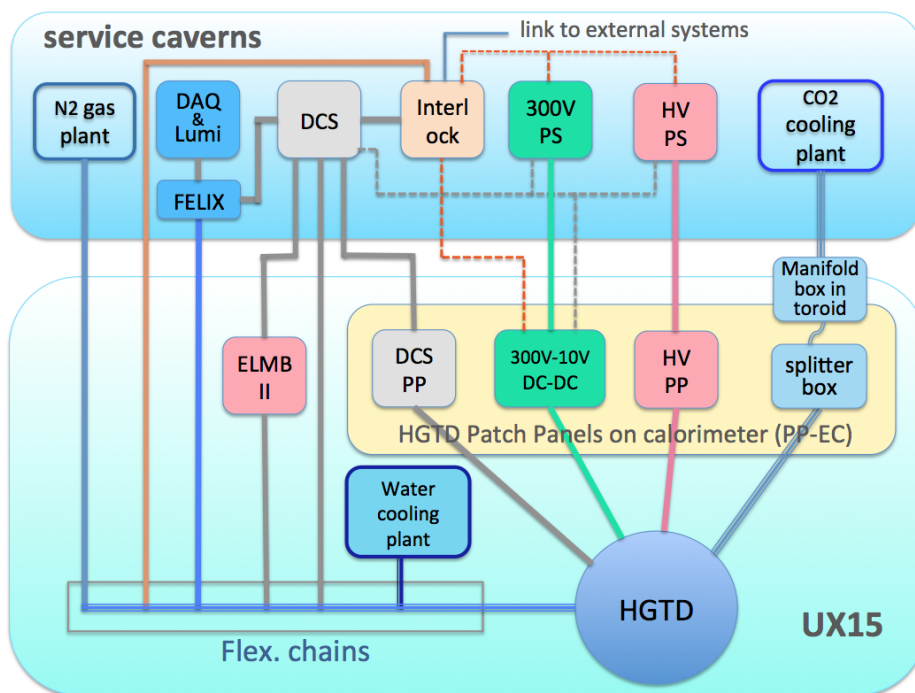 service caverns
link to external systems
N2 gas
plant
DAQ
&
Lumi
DCS
Interl
ock
300V
PS
HV
PS
CO2
cooling
plant
FELIX
Manifold
box in
toroid
ELMB
II
DCS
PP
300V-10V
DC-DC
HV
PP
splitter
box
HGTD Patch Panels on calorimeter (PP-EC)
Water
cooling
plant
HGTD
UX15
Flex. chains